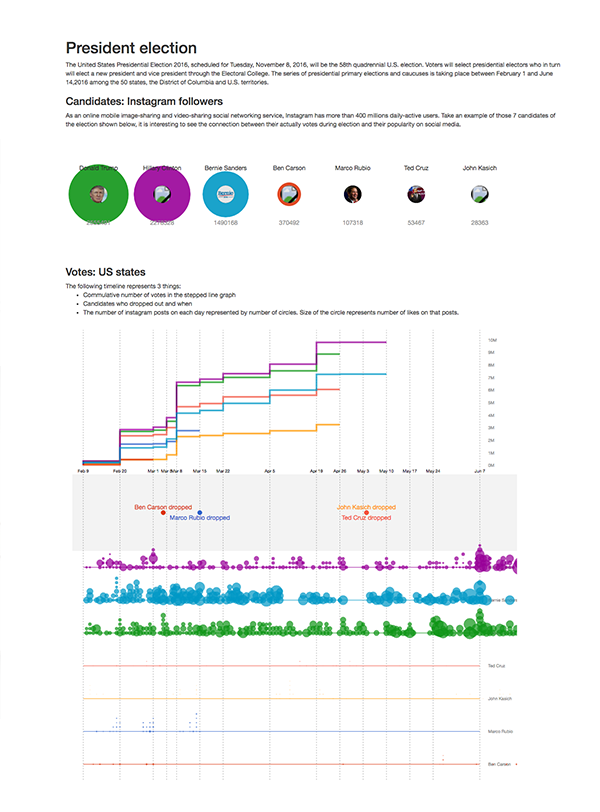 President election
The United States Presidential Election 2016, scheduled for Tuesday, November 8, 2016, will be the 58th quadrennial U.S. election. Voters will select presidential electors who in turn
will elect a new president and vice president through the Electoral College. The series of presidential primary elections and caucuses is taking place between February 1 and June
14,2016 among the 50 states, the District of Columbia and U.S. territories.
Candidates: Instagram followers
As an online mobile image-sharing and video-sharing social networking service, Instagram has more than 400 millions daily-active users. Take an example of those 7 candidates of
the election shown below, it is interesting to see the connection between their actually votes during election and their popularity on social media.
Donald Trump Hillary Clinton Bernie Sanders Ben Carson Marco Rubio Ted Cruz John Kasich
1490168 370492 107318 53467 28363
Votes: US states
The following timeline represents 3 things:
• Commulative number of votes in the stepped line graph
• Candidates who dropped out and when
• The number of instagram posts on each day represented by number of circles. Size of the circle represents number of likes on that posts.
10M
9M
8M
7M
6M
5M
4M
3M
2M
1M
0M
Feb 9 Feb 20 Mar 1 Mar 5 Mar 8 Mar 15 Mar 22 Apr 5 Apr 19 Apr 26 May 3 May 10 May 17 May 24 Jun 7
Ben Carson dropped John Kasich dropped
Marco Rubio dropped Ted Cruz dropped
Ted Cruz
John Kasich
Marco Rubio
Ben Carson